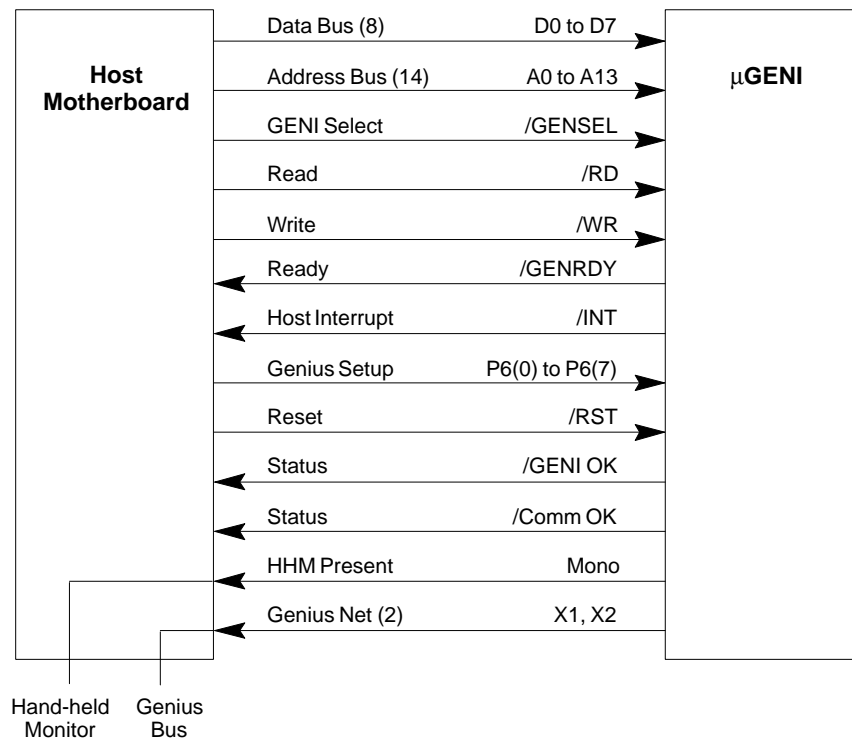 Data Bus (8) D0 to D7
Host
Motherboard
μGENI
Address Bus (14) A0 to A13
GENI Select /GENSEL
Read /RD
Write /WR
Ready /GENRDY
Host Interrupt /INT
Genius Setup P6(0) to P6(7)
Reset /RST
Status /GENI OK
Status /Comm OK
HHM Present Mono
Genius Net (2) X1, X2
Hand-held
Monitor
Genius
Bus